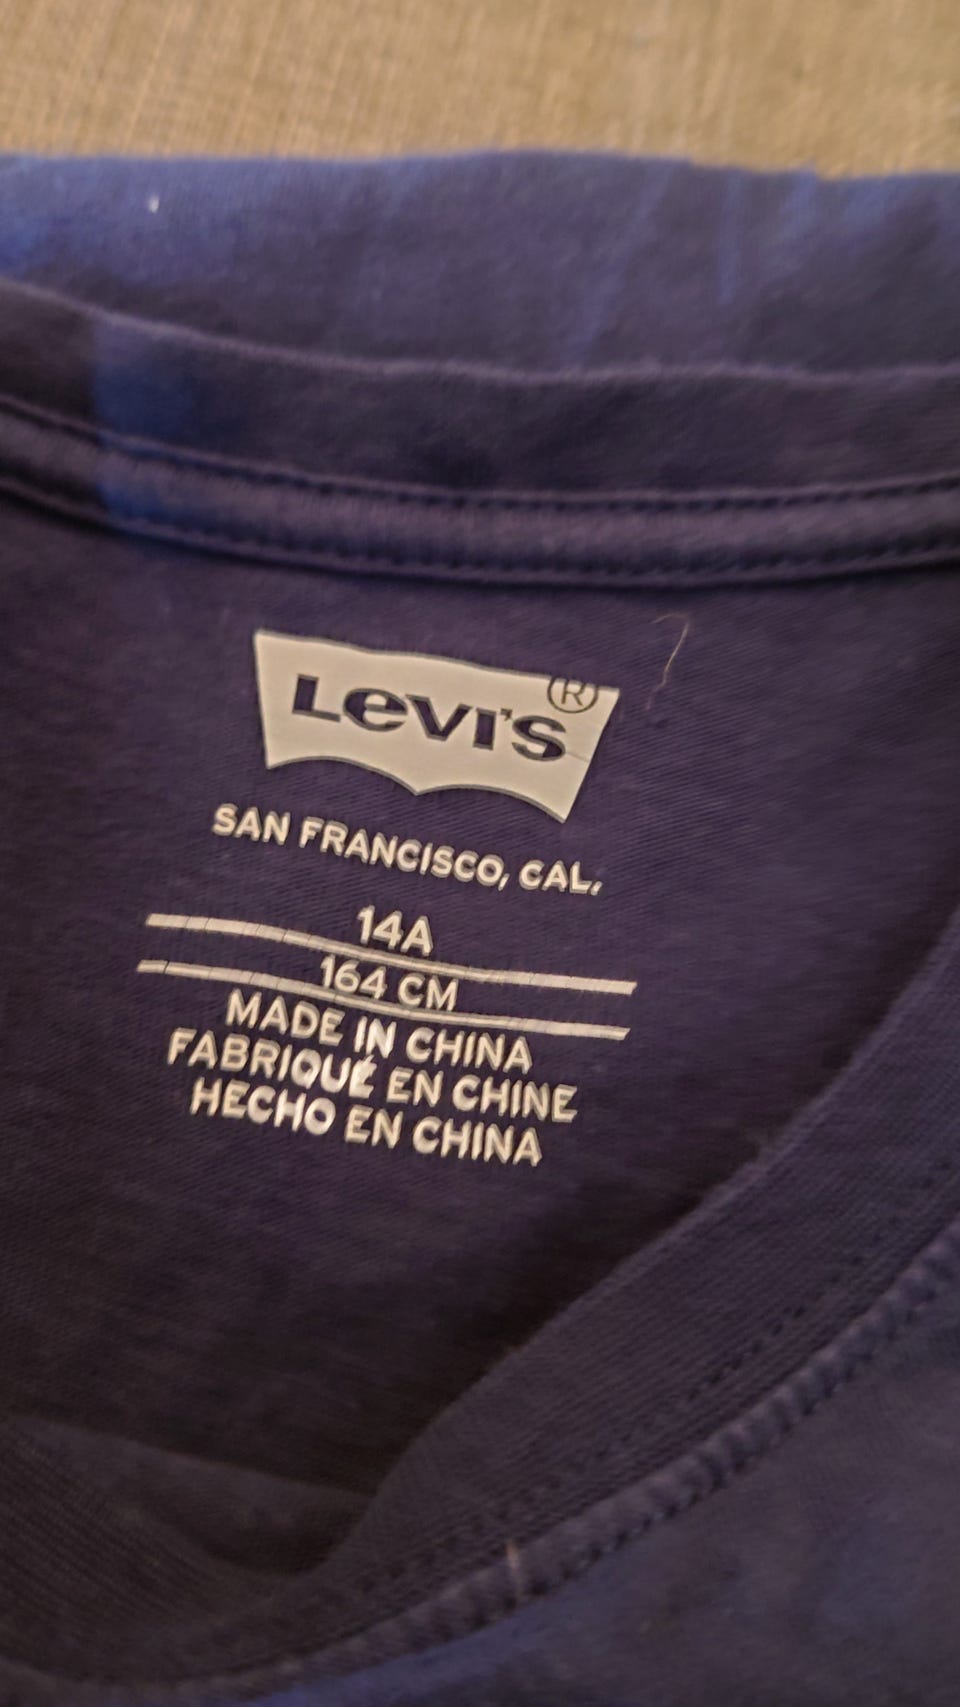 Levi's®
SAN FRANCISCO, CAL.
14A
164 CM
MADE IN CHINA
FABRIQUÉ EN CHINE
HECHO EN CHINA